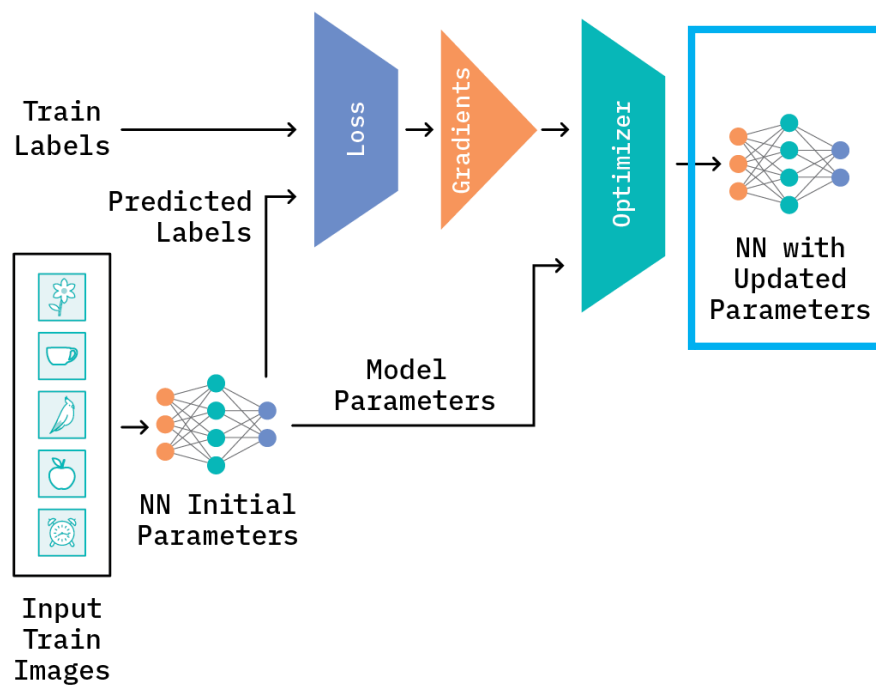 Train
Labels
Loss
Gradients
Optimizer
Predicted
Labels
NN with
Updated
Parameters
Model
Parameters
NN Initial
Parameters
Input
Train
Images